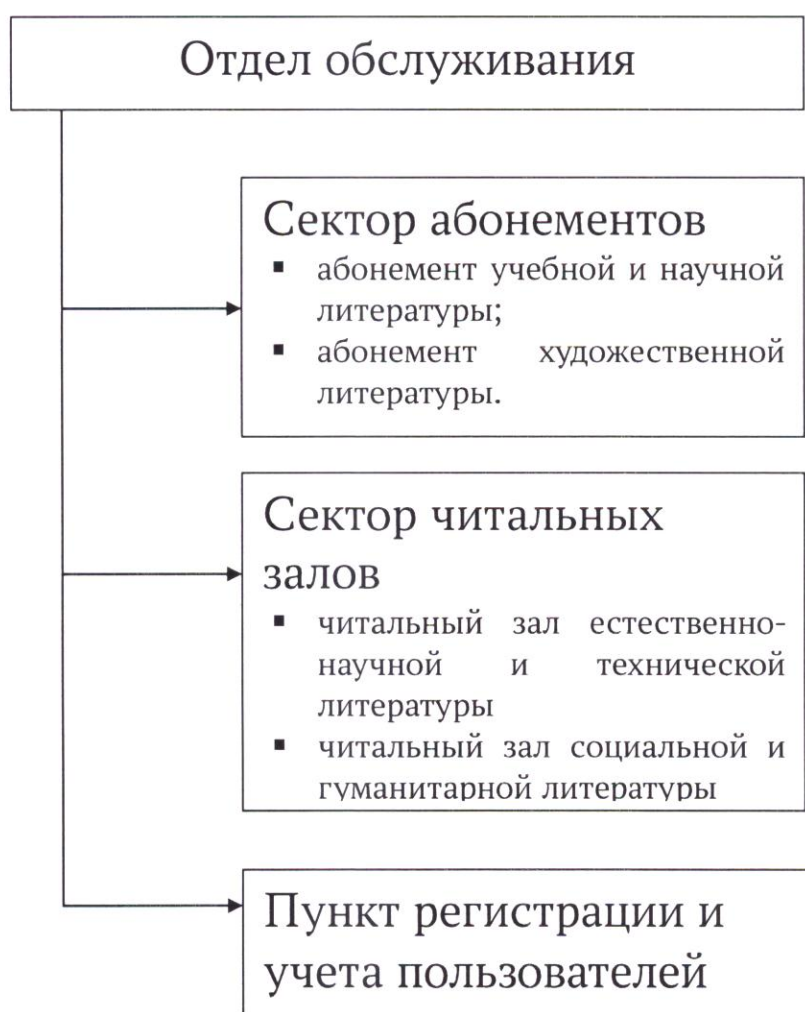 Отдел обслуживания
Сектор абонементов
▪ абонемент учебной и научной
литературы;
▪ абонемент художественной
литературы.
Сектор читальных
залов
▪ читальный зал естественно-
научной и технической
литературы
▪ читальный зал социальной и
гуманитарной литературы
Пункт регистрации и
учета пользователей